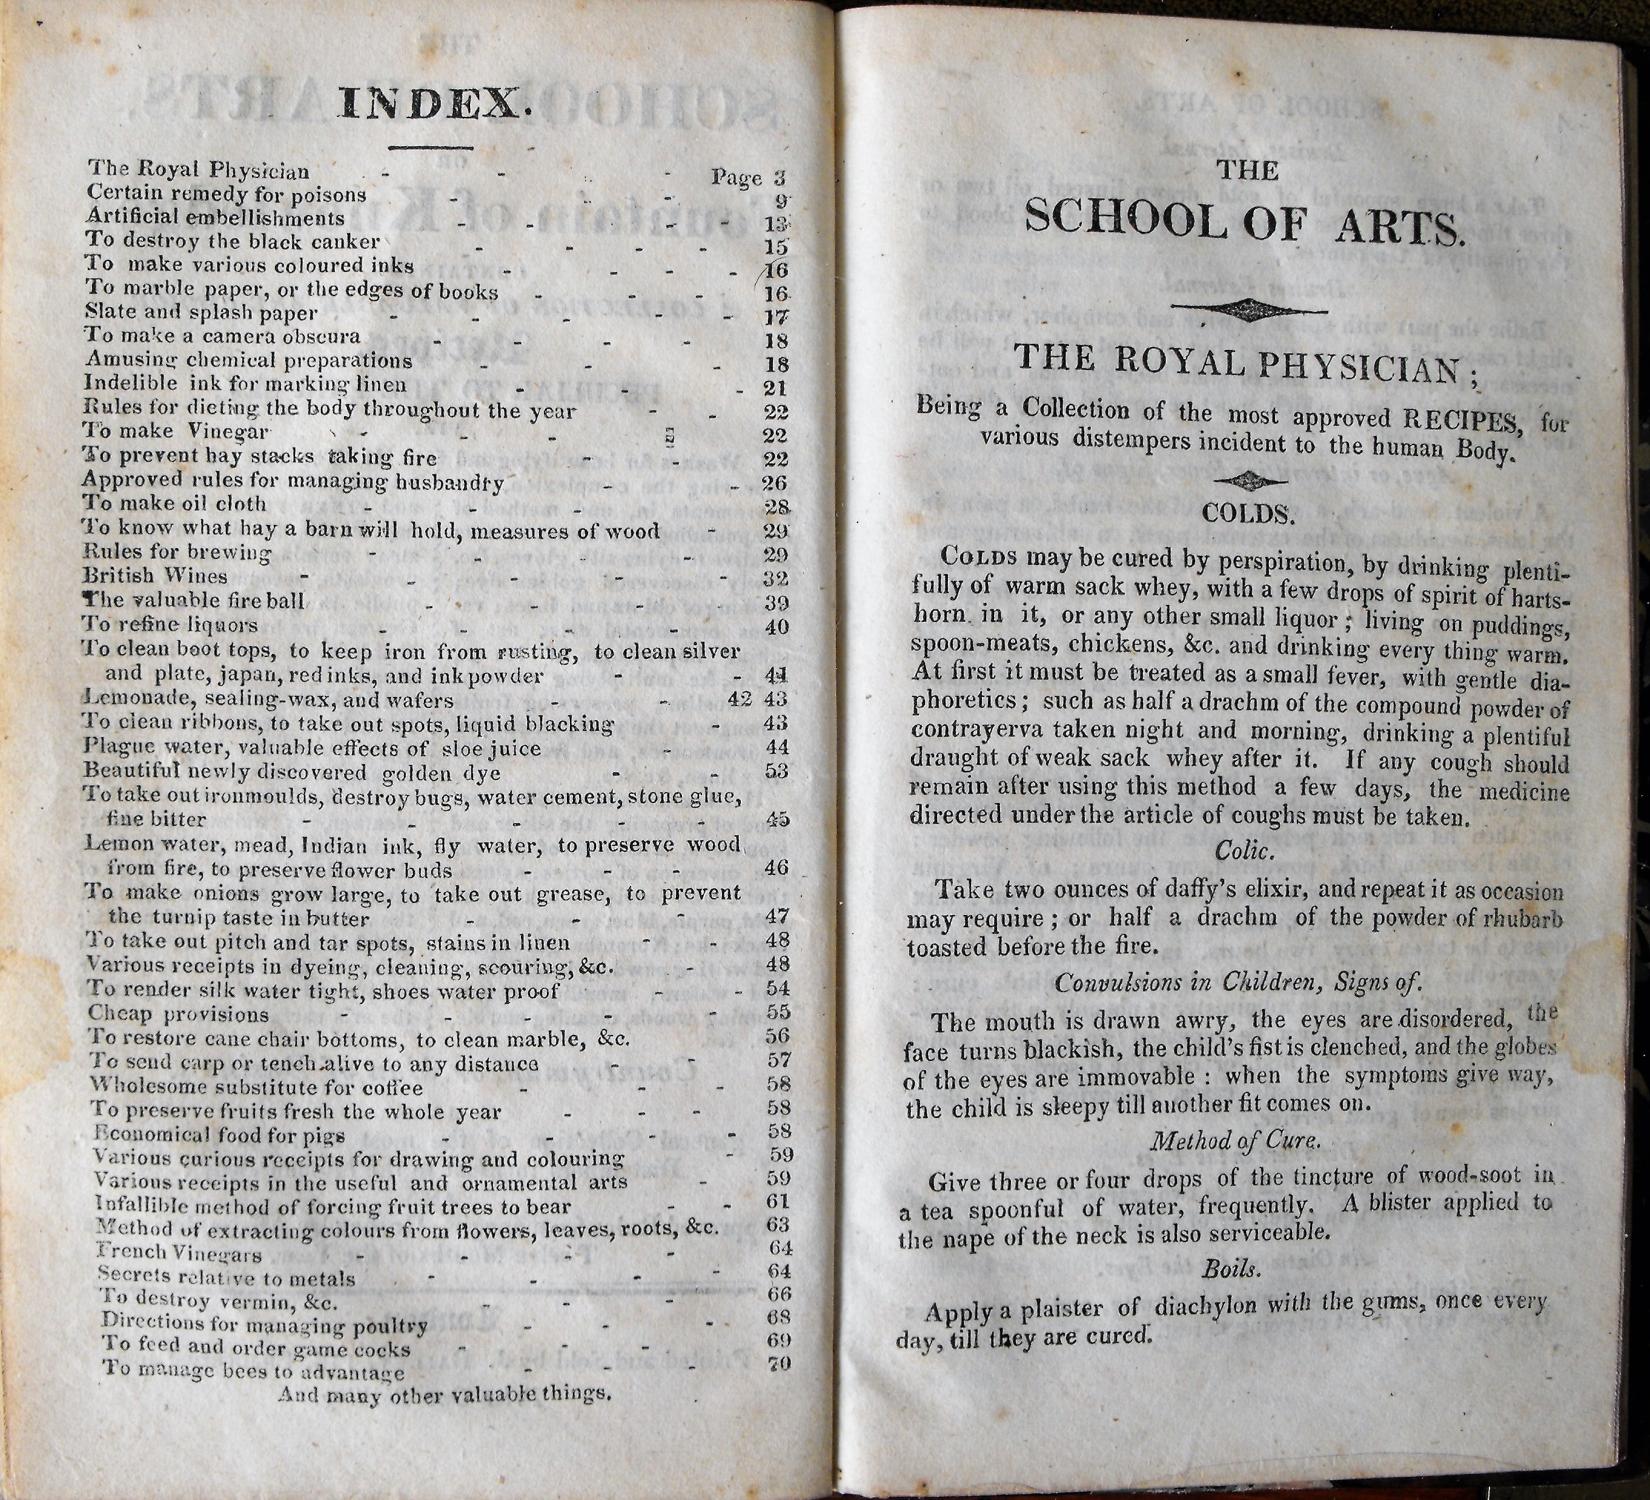 INDEX.
The Royal Physician - - - Page 3
Certain remedy for poisons - - - 9
Artificial embellishments - - - - 13
To destroy the black canker - - - - 15
To make various coloured inks - - - - 16
To marble paper, or the edges of books - - - 16
Slate and splash paper - - - - - 17
To make a camera obscura - - - - 18
Amusing chemical preparations - - - 18
Indelible ink for marking linen - - - 21
Rules for dieting the body throughout the year - - 22
To make Vinegar - - - 22
To prevent hay stacks taking fire - - 22
Approved rules for managing husbandry - - 26
To make oil cloth - - - - 28
To know what hay a barn will hold, measures of wood - 29
Rules for brewing - - - - 29
British Wines - - - - - 32
The valuable fire ball - - - - - 39
To refine liquors - - - - 40
To clean boot tops, to keep iron from rusting, to clean silver
and plate, japan, red inks, and ink powder - - 41
Lemonade, sealing-wax, and wafers - - 42 43
To clean ribbons, to take out spots, liquid blacking - 43
Plague water, valuable effects of sloe juice - 44
Beautiful newly discovered golden dye - - 53
To take out ironmoulds, destroy bugs, water cement, stone glue,
fine bitter - - - - - 45
Lemon water, mead, Indian ink, fly water, to preserve wood
from fire, to preserve flower buds - - - 46
To make onions grow large, to take out grease, to prevent
the turnip taste in butter - - - 47
To take out pitch and tar spots, stains in linen - - 48
Various receipts in dyeing, cleaning, scouring, &c. - 48
To render silk water tight, shoes water proof - - 54
Cheap provisions - - - - - 55
To restore cane chair bottoms, to clean marble, &c. 56
To send carp or tench alive to any distance - - 57
Wholesome substitute for coffee - - - 58
To preserve fruits fresh the whole year - - - 58
Economical food for pigs - - - - 58
Various curious receipts for drawing and colouring - 59
Various receipts in the useful and ornamental arts - 59
Infallible method of forcing fruit trees to bear - - 61
Method of extracting colours from flowers, leaves, roots, &c. 63
French Vinegars - - - - 64
Secrets relative to metals - - - - 64
To destroy vermin, &c. - - - 66
Directions for managing poultry - - - 68
To feed and order game cocks - - - - 69
To manage bees to advantage - - - 70
And many other valuable things.
THE
SCHOOL OF ARTS.
THE ROYAL PHYSICIAN;
Being a Collection of the most approved RECIPES, for
various distempers incident to the human Body.
COLDS.
COLDS may be cured by perspiration, by drinking plenti-
fully of warm sack whey, with a few drops of spirit of harts-
horn in it, or any other small liquor; living on puddings,
spoon-meats, chickens, &c. and drinking every thing warm.
At first it must be treated as a small fever, with gentle dia-
phoretics; such as half a drachm of the compound powder of
contrayerva taken night and morning, drinking a plentiful
draught of weak sack whey after it. If any cough should
remain after using this method a few days, the medicine
directed under the article of coughs must be taken.
Colic.
Take two ounces of daffy's elixir, and repeat it as occasion
may require; or half a drachm of the powder of rhubarb
toasted before the fire.
Convulsions in Children, Signs of.
The mouth is drawn awry, the eyes are disordered, the
face turns blackish, the child's fist is clenched, and the globes
of the eyes are immovable: when the symptoms give way,
the child is sleepy till another fit comes on.
Method of Cure.
Give three or four drops of the tincture of wood-soot in
a tea spoonful of water, frequently. A blister applied to
the nape of the neck is also serviceable.
Boils.
Apply a plaister of diachylon with the gums, once every
day, till they are cured.